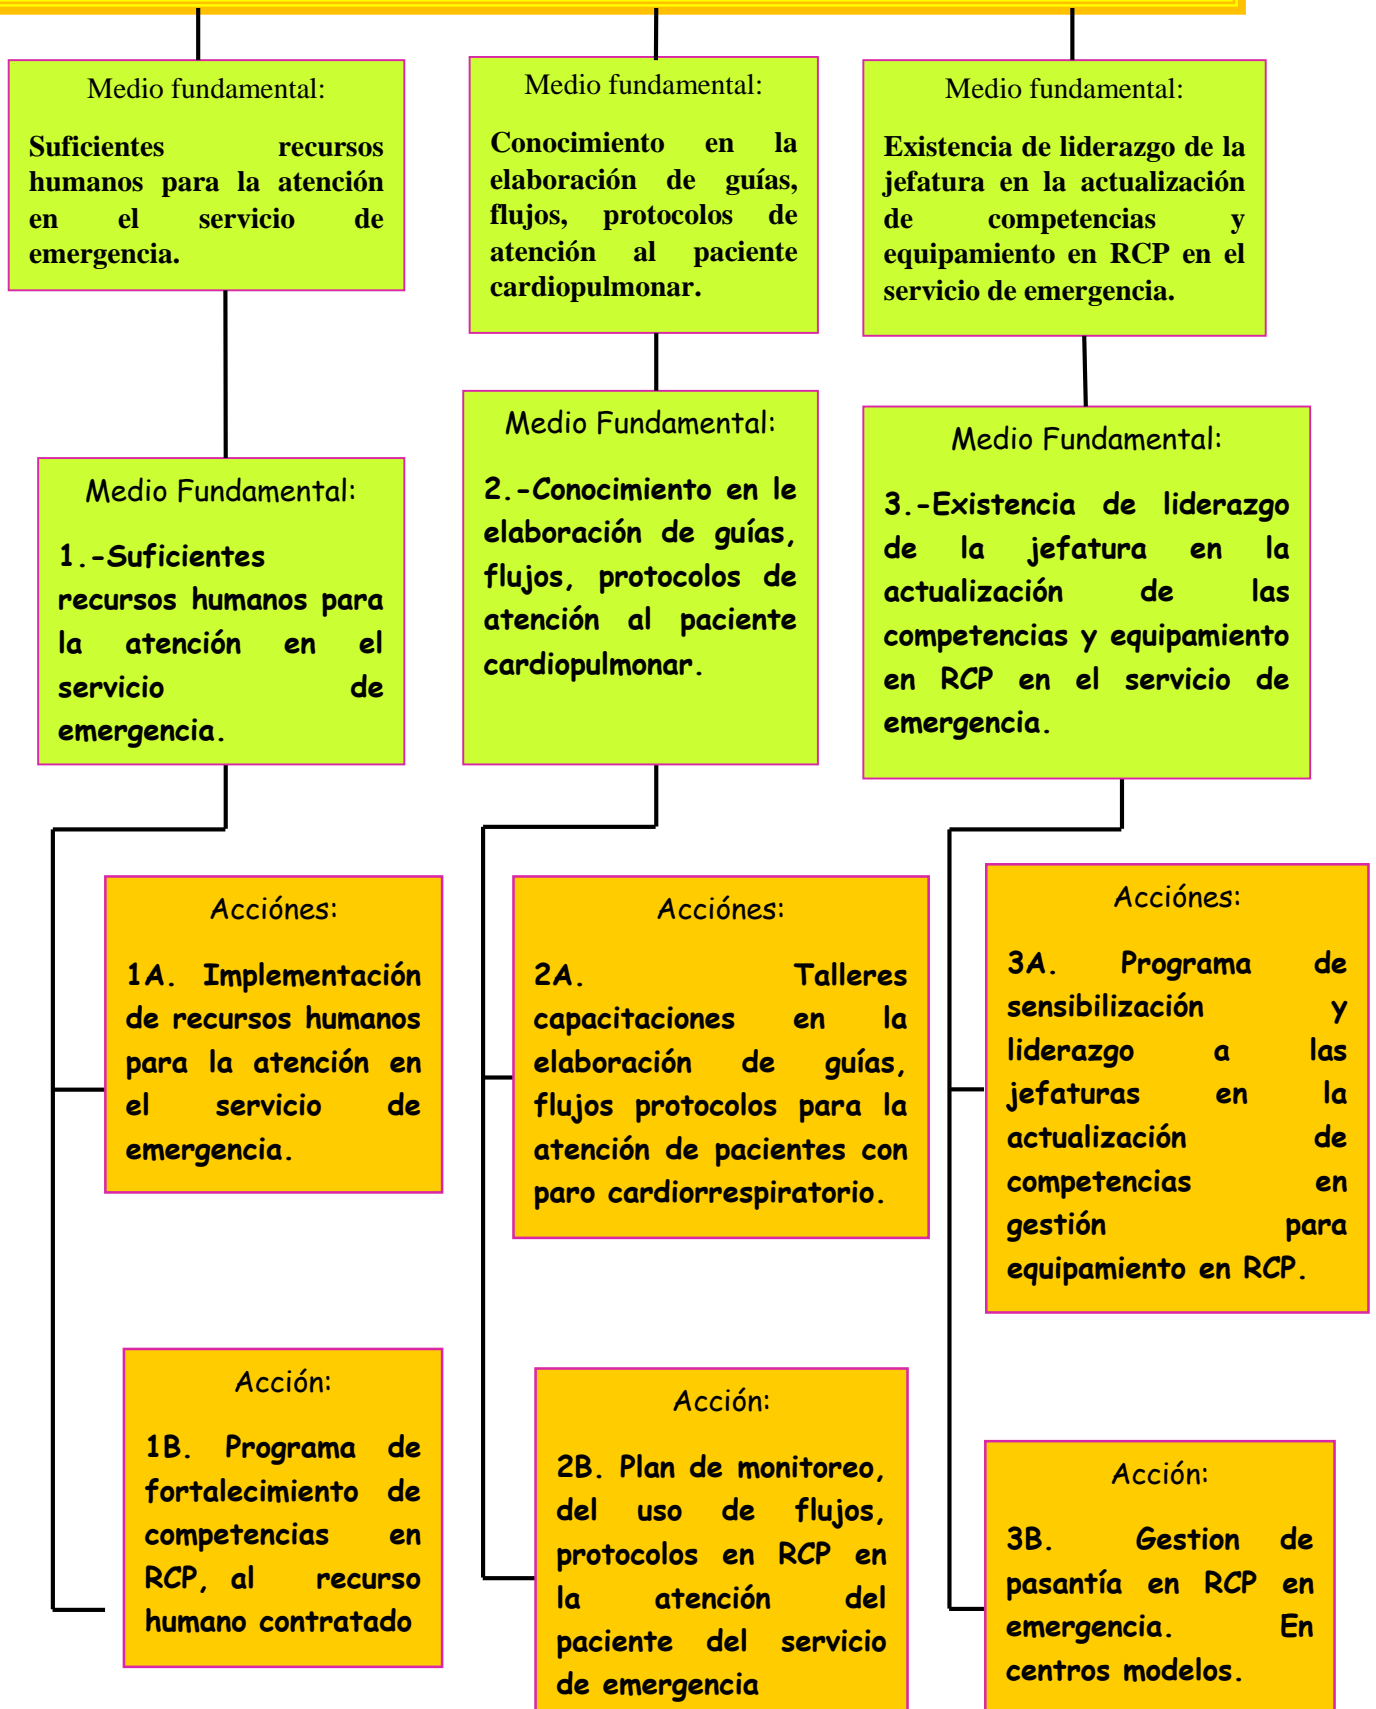 Medio fundamental:
Suficientes recursos
humanos para la atención
en el servicio de
emergencia.
Medio fundamental:
Conocimiento en la
elaboración de guías,
flujos, protocolos de
atención al paciente
cardiopulmonar.
Medio fundamental:
Existencia de liderazgo de la
jefatura en la actualización
de competencias y
equipamiento en RCP en el
servicio de emergencia.
Medio Fundamental:
1.-Suficientes
recursos humanos para
la atención en el
servicio de
emergencia.
Medio Fundamental:
2.-Conocimiento en le
elaboración de guías,
flujos, protocolos de
atención al paciente
cardiopulmonar.
Medio Fundamental:
3.-Existencia de liderazgo
de la jefatura en la
actualización de las
competencias y equipamiento
en RCP en el servicio de
emergencia.
Acciónes:
1A. Implementación
de recursos humanos
para la atención en
el servicio de
emergencia.
Acciónes:
2A. Talleres
capacitaciones en la
elaboración de guías,
flujos protocolos para la
atención de pacientes con
paro cardiorrespiratorio.
Acciónes:
3A. Programa de
sensibilización y
liderazgo a las
jefaturas en la
actualización de
competencias en
gestión para
equipamiento en RCP.
Acción:
1B. Programa de
fortalecimiento de
competencias en
RCP, al recurso
humano contratado
Acción:
2B. Plan de monitoreo,
del uso de flujos,
protocolos en RCP en
la atención del
paciente del servicio
de emergencia
Acción:
3B. Gestion de
pasantía en RCP en
emergencia. En
centros modelos.